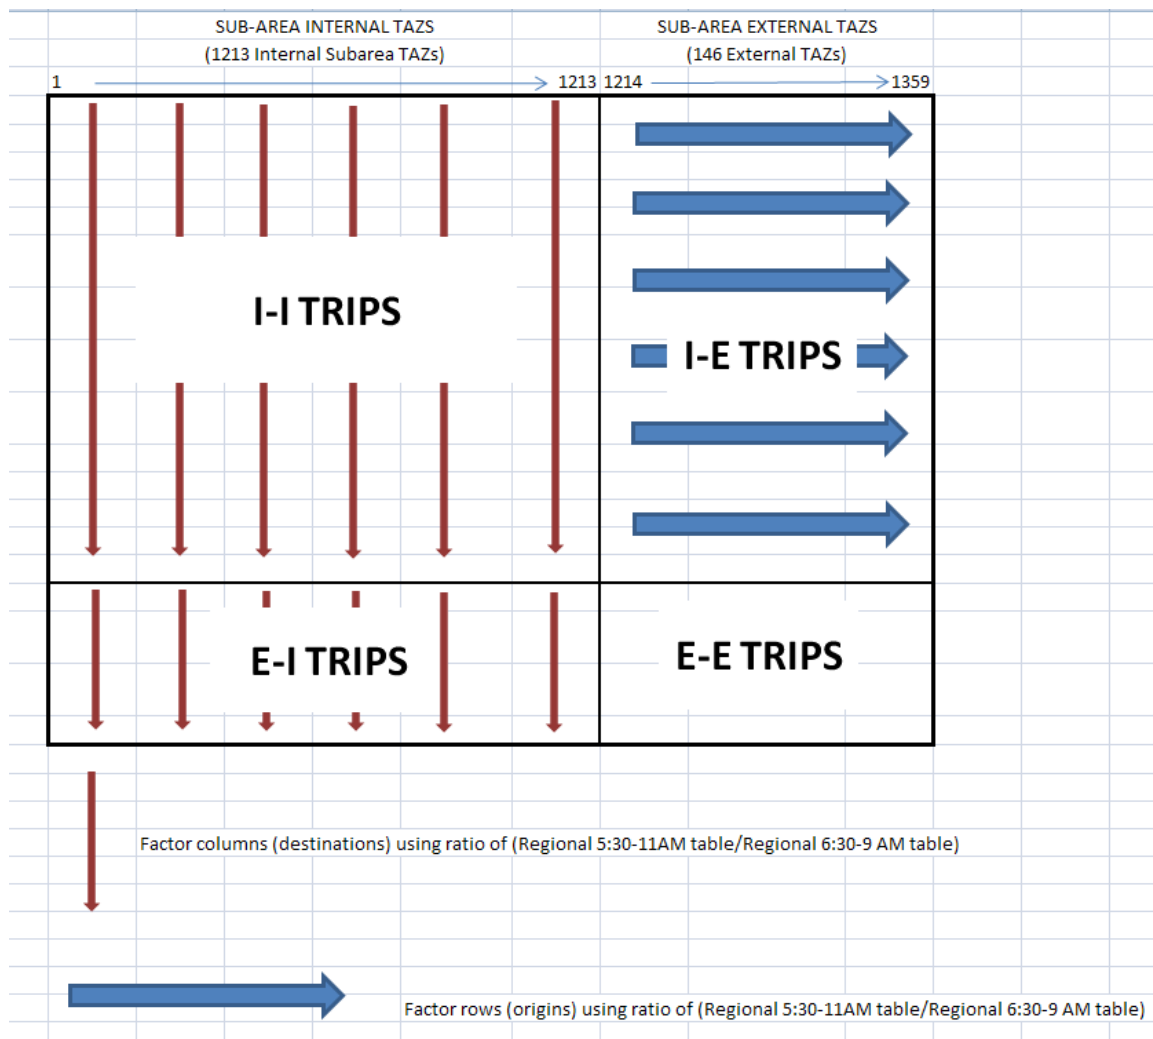 SUB-AREA INTERNAL TAZS
(1213 Internal Subarea TAZs)
SUB-AREA EXTERNAL TAZS
(146 External TAZs)
1 1213 1214 1359
I-I TRIPS
I-E TRIPS
E-I TRIPS
E-E TRIPS
Factor columns (destinations) using ratio of (Regional 5:30-11AM table/Regional 6:30-9 AM table)
Factor rows (origins) using ratio of (Regional 5:30-11AM table/Regional 6:30-9 AM table)